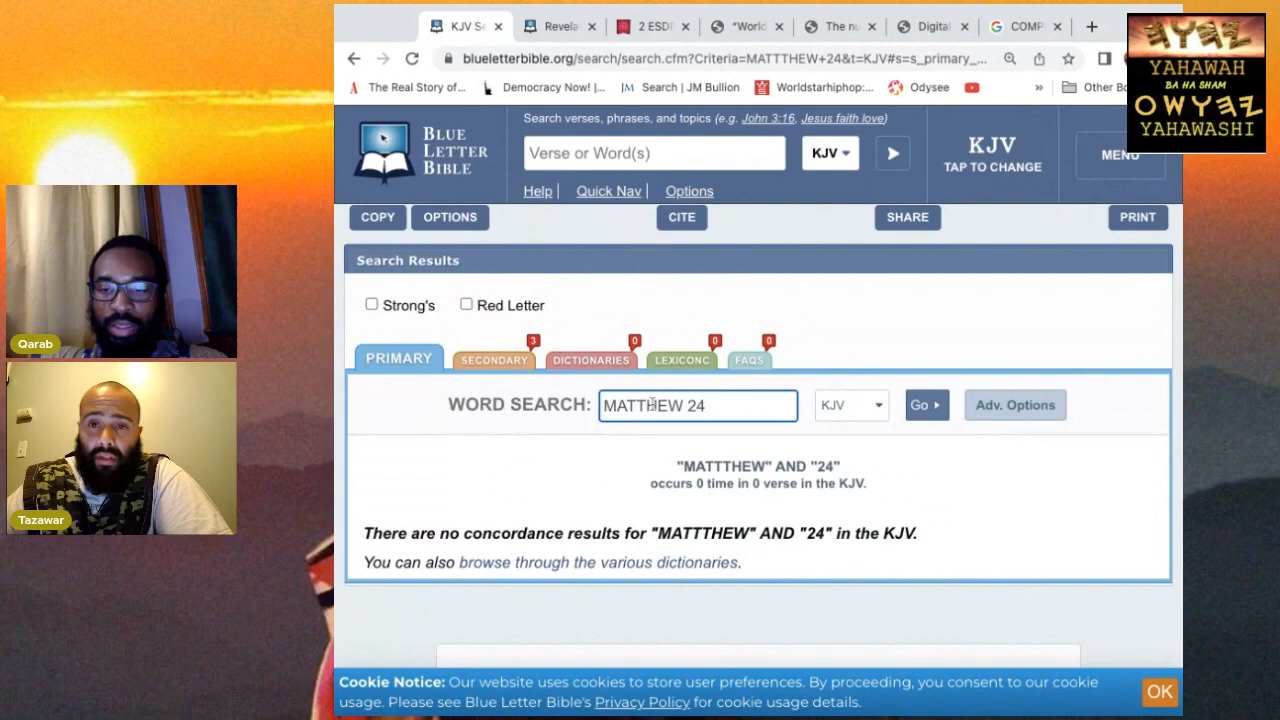 KJV Se
Revela
2 ESDF
"World
The nu
Digital
COMP
blueletterbible.org/search/search.cfm?Criteria=MATTTHEW+24&t=KJV#s=s_primary_...
The Real Story of...
Democracy Now! |...
Search | JM Bullion
Worldstarhiphop:...
Odysee
»
Other Bo
YAHAWAH
BA HA SHAM
YAHAWASHI
BLUE
LETTER
BIBLE
Search verses, phrases, and topics (e.g. John 3:16, Jesus faith love)
Verse or Word(s)
KJV
Help | Quick Nav | Options
KJV
TAP TO CHANGE
MENU
COPY
OPTIONS
CITE
SHARE
PRINT
Search Results
Strong's
Red Letter
PRIMARY
SECONDARY 3
DICTIONARIES 0
LEXICONC 0
FAQS 0
WORD SEARCH: MATTHEW 24
KJV
Go
Adv. Options
"MATTTHEW" AND "24"
occurs 0 time in 0 verse in the KJV.
There are no concordance results for "MATTTHEW" AND "24" in the KJV.
You can also browse through the various dictionaries.
Cookie Notice: Our website uses cookies to store user preferences. By proceeding, you consent to our cookie
usage. Please see Blue Letter Bible's Privacy Policy for cookie usage details.
OK
Qarab
Tazawar